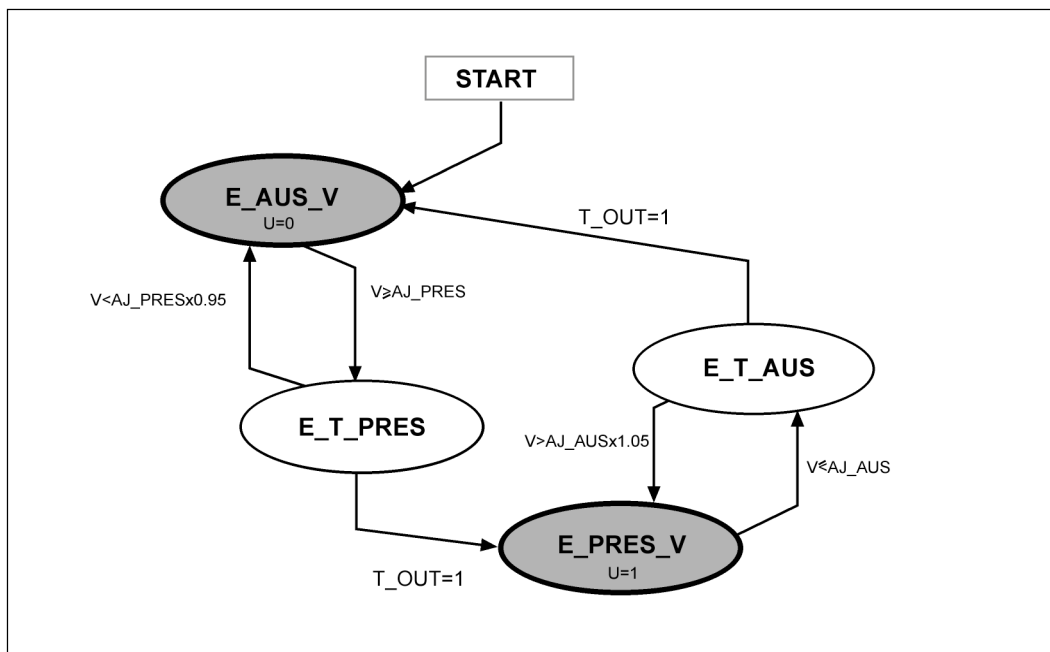 START
E_AUS_V
U=0
T_OUT=1
V<AJ_PRESx0.95
V⩾AJ_PRES
E_T_AUS
E_T_PRES
V>AJ_AUSx1.05
V⩽AJ_AUS
E_PRES_V
U=1
T_OUT=1